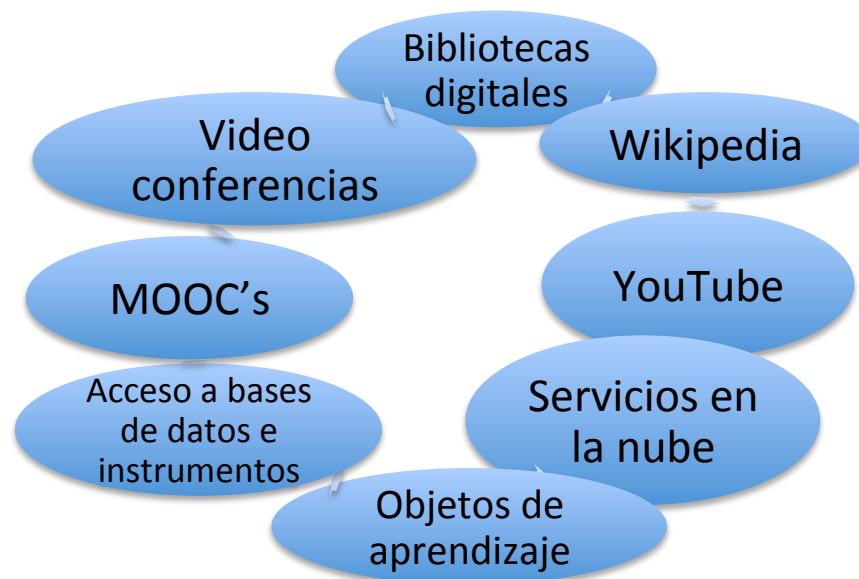 Bibliotecas
digitales
Wikipedia
YouTube
Servicios en
la nube
Objetos de
aprendizaje
Acceso a bases
de datos e
instrumentos
MOOC’s
Video
conferencias